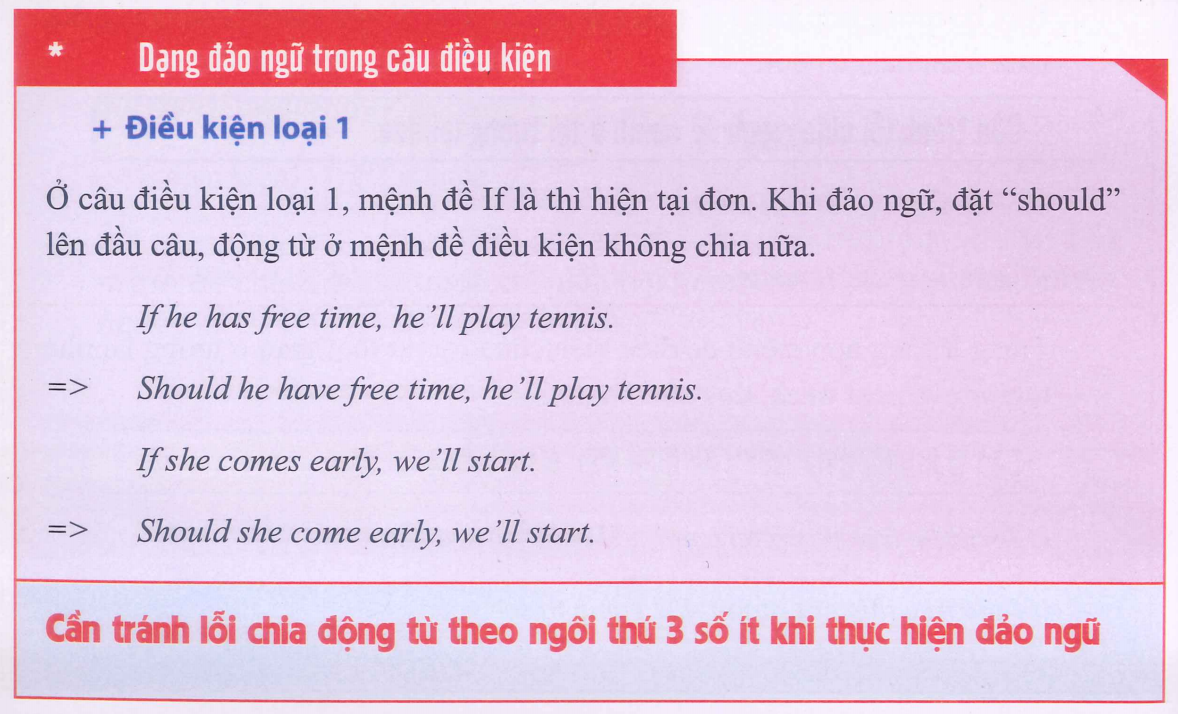 * Dạng đảo ngữ trong câu điều kiện
+ Điều kiện loại 1
Ở câu điều kiện loại 1, mệnh đề If là thì hiện tại đơn. Khi đảo ngữ, đặt “should”
lên đầu câu, động từ ở mệnh đề điều kiện không chia nữa.
If he has free time, he’ll play tennis.
=> Should he have free time, he’ll play tennis.
If she comes early, we’ll start.
=> Should she come early, we’ll start.
Cần tránh lỗi chia động từ theo ngôi thứ 3 số ít khi thực hiện đảo ngữ